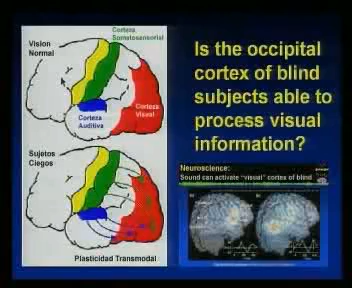 Corteza
Somatosensorial
Vision
Normal
Corteza
Visual
Corteza
Auditiva
Sujetos
Ciegos
Plasticidad Transmodal
Is the occipital
cortex of blind
subjects able to
process visual
information?
Neuroscience:
Sound can activate "visual" cortex of blind